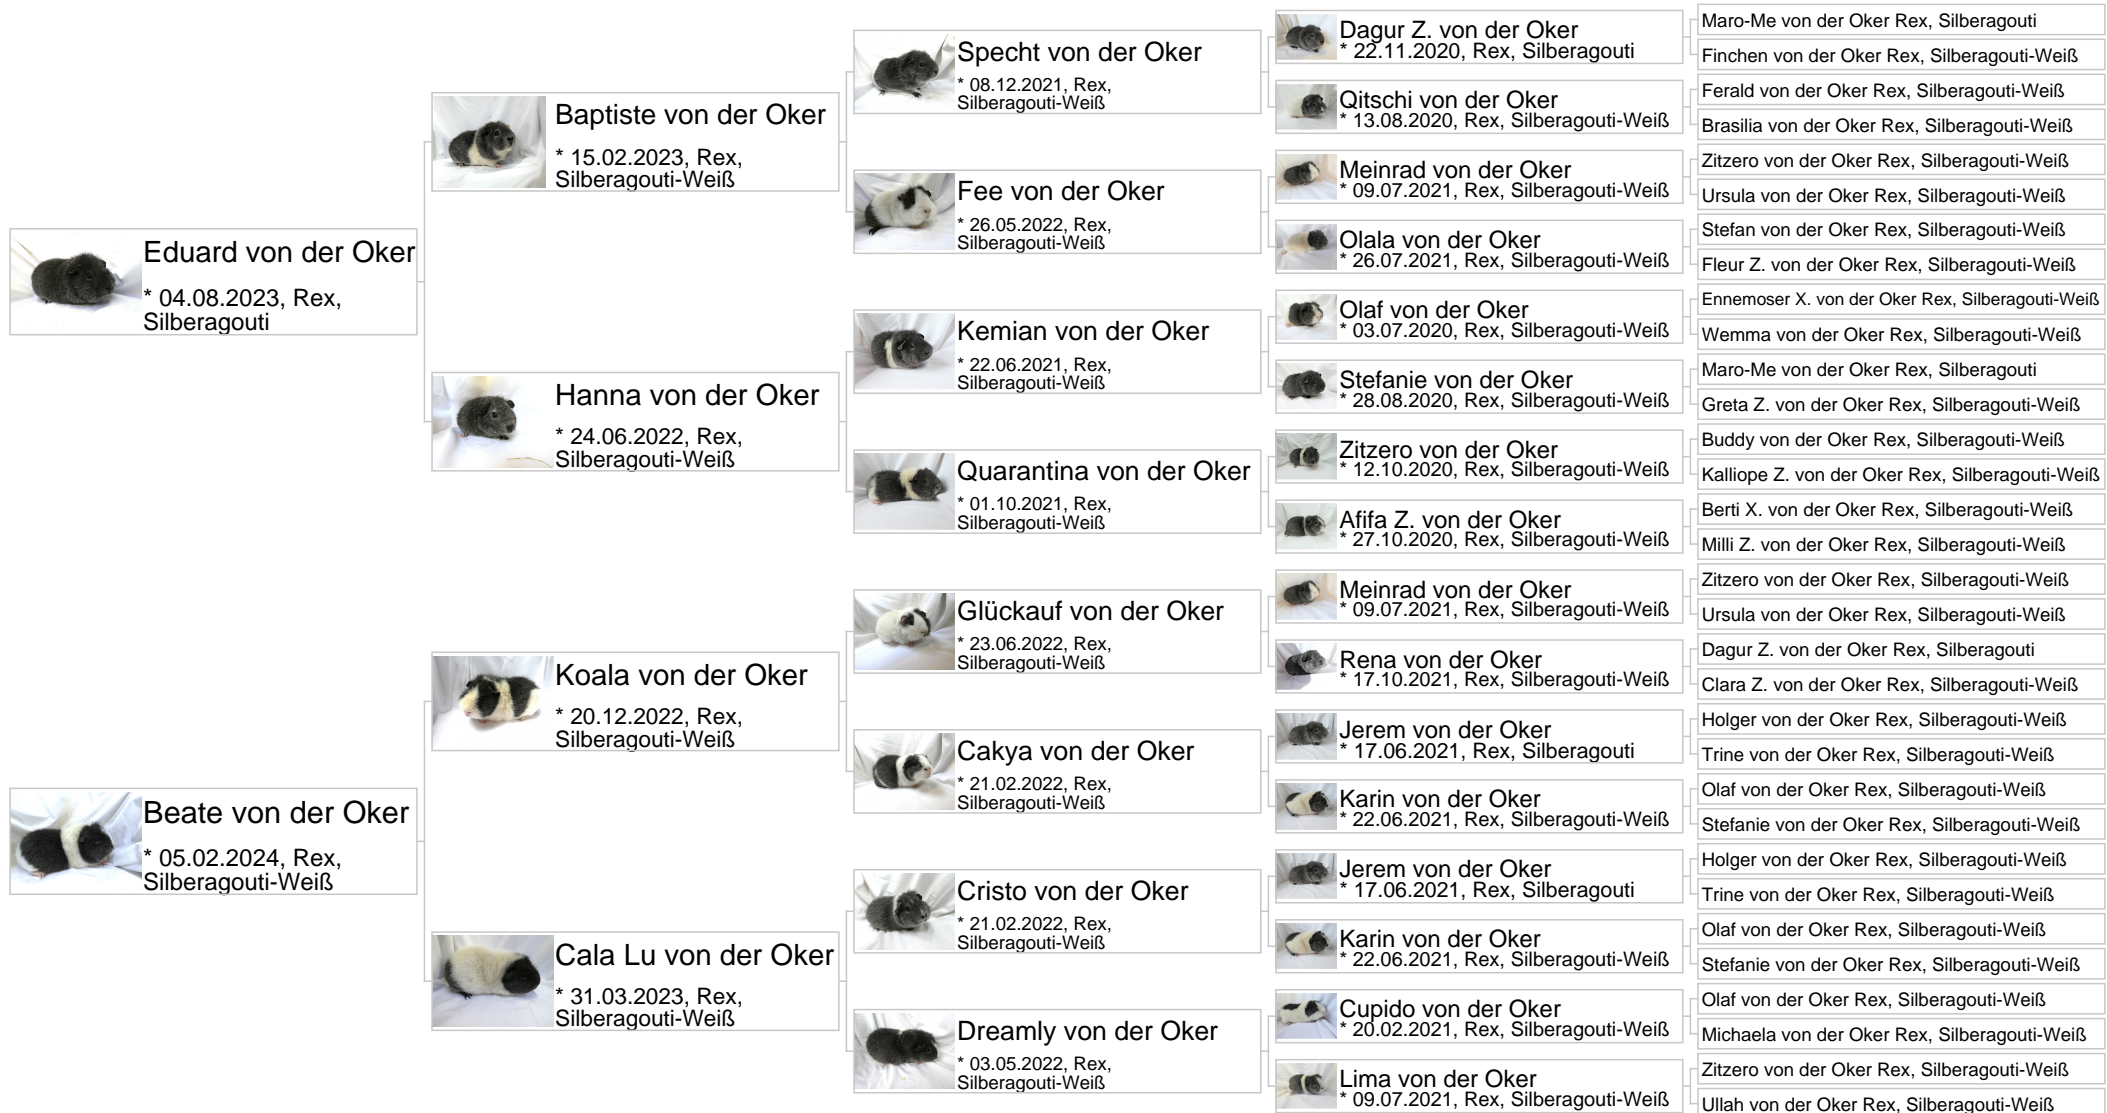 Eduard von der Oker
* 04.08.2023, Rex,
Silberagouti
Beate von der Oker
* 05.02.2024, Rex,
Silberagouti-Weiß
Baptiste von der Oker
* 15.02.2023, Rex,
Silberagouti-Weiß
Hanna von der Oker
* 24.06.2022, Rex,
Silberagouti-Weiß
Koala von der Oker
* 20.12.2022, Rex,
Silberagouti-Weiß
Cala Lu von der Oker
* 31.03.2023, Rex,
Silberagouti-Weiß
Specht von der Oker
* 08.12.2021, Rex,
Silberagouti-Weiß
Fee von der Oker
* 26.05.2022, Rex,
Silberagouti-Weiß
Kemian von der Oker
* 22.06.2021, Rex,
Silberagouti-Weiß
Quarantina von der Oker
* 01.10.2021, Rex,
Silberagouti-Weiß
Glückauf von der Oker
* 23.06.2022, Rex,
Silberagouti-Weiß
Cakya von der Oker
* 21.02.2022, Rex,
Silberagouti-Weiß
Cristo von der Oker
* 21.02.2022, Rex,
Silberagouti-Weiß
Dreamly von der Oker
* 03.05.2022, Rex,
Silberagouti-Weiß
Dagur Z. von der Oker
* 22.11.2020, Rex, Silberagouti
Qitschi von der Oker
* 13.08.2020, Rex, Silberagouti-Weiß
Meinrad von der Oker
* 09.07.2021, Rex, Silberagouti-Weiß
Olala von der Oker
* 26.07.2021, Rex, Silberagouti-Weiß
Olaf von der Oker
* 03.07.2020, Rex, Silberagouti-Weiß
Stefanie von der Oker
* 28.08.2020, Rex, Silberagouti-Weiß
Zitzero von der Oker
* 12.10.2020, Rex, Silberagouti-Weiß
Afifa Z. von der Oker
* 27.10.2020, Rex, Silberagouti-Weiß
Meinrad von der Oker
* 09.07.2021, Rex, Silberagouti-Weiß
Rena von der Oker
* 17.10.2021, Rex, Silberagouti-Weiß
Jerem von der Oker
* 17.06.2021, Rex, Silberagouti
Karin von der Oker
* 22.06.2021, Rex, Silberagouti-Weiß
Jerem von der Oker
* 17.06.2021, Rex, Silberagouti
Karin von der Oker
* 22.06.2021, Rex, Silberagouti-Weiß
Cupido von der Oker
* 20.02.2021, Rex, Silberagouti-Weiß
Lima von der Oker
* 09.07.2021, Rex, Silberagouti-Weiß
Maro-Me von der Oker Rex, Silberagouti
Finchen von der Oker Rex, Silberagouti-Weiß
Ferald von der Oker Rex, Silberagouti-Weiß
Brasilia von der Oker Rex, Silberagouti-Weiß
Zitzero von der Oker Rex, Silberagouti-Weiß
Ursula von der Oker Rex, Silberagouti-Weiß
Stefan von der Oker Rex, Silberagouti-Weiß
Fleur Z. von der Oker Rex, Silberagouti-Weiß
Ennemoser X. von der Oker Rex, Silberagouti-Weiß
Wemma von der Oker Rex, Silberagouti-Weiß
Maro-Me von der Oker Rex, Silberagouti
Greta Z. von der Oker Rex, Silberagouti-Weiß
Buddy von der Oker Rex, Silberagouti-Weiß
Kalliope Z. von der Oker Rex, Silberagouti-Weiß
Berti X. von der Oker Rex, Silberagouti-Weiß
Milli Z. von der Oker Rex, Silberagouti-Weiß
Zitzero von der Oker Rex, Silberagouti-Weiß
Ursula von der Oker Rex, Silberagouti-Weiß
Dagur Z. von der Oker Rex, Silberagouti
Clara Z. von der Oker Rex, Silberagouti-Weiß
Holger von der Oker Rex, Silberagouti-Weiß
Trine von der Oker Rex, Silberagouti-Weiß
Olaf von der Oker Rex, Silberagouti-Weiß
Stefanie von der Oker Rex, Silberagouti-Weiß
Holger von der Oker Rex, Silberagouti-Weiß
Trine von der Oker Rex, Silberagouti-Weiß
Olaf von der Oker Rex, Silberagouti-Weiß
Stefanie von der Oker Rex, Silberagouti-Weiß
Olaf von der Oker Rex, Silberagouti-Weiß
Michaela von der Oker Rex, Silberagouti-Weiß
Zitzero von der Oker Rex, Silberagouti-Weiß
Ullah von der Oker Rex, Silberagouti-Weiß